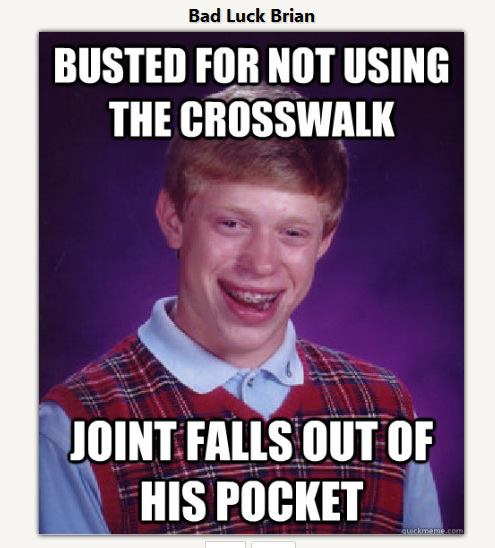 Bad Luck Brian
BUSTED FOR NOT USING
THE CROSSWALK
JOINT FALLS OUT OF
HIS POCKET
quickmeme.com